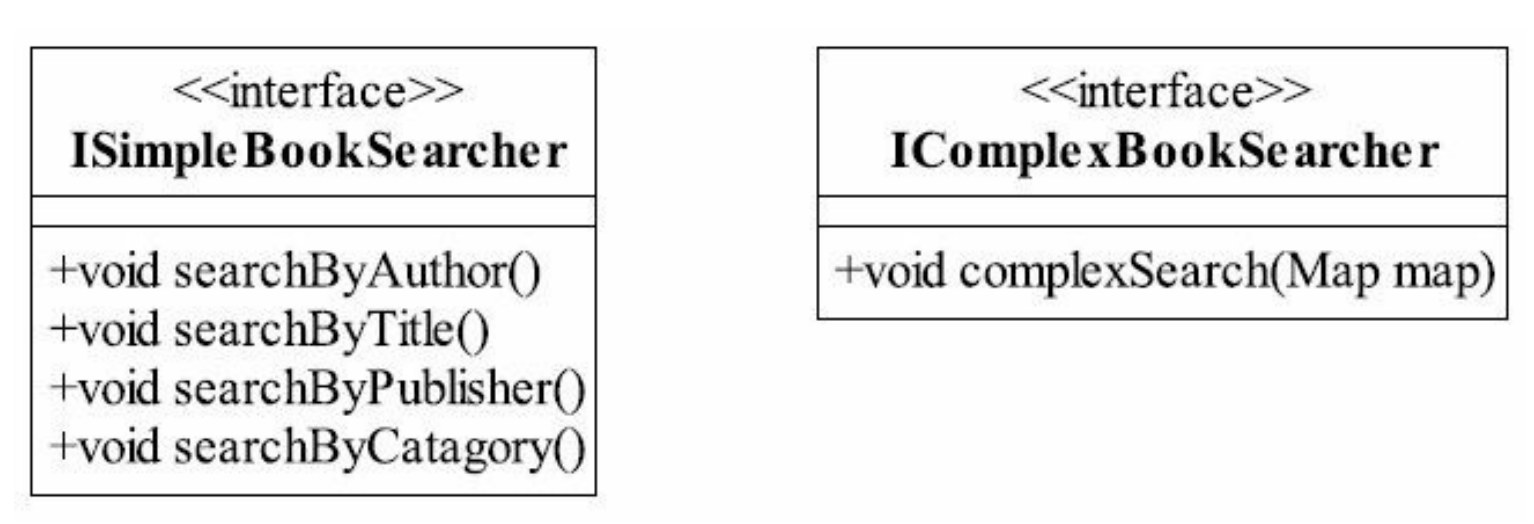 <<interface>>
ISimpleBookSearcher
+void searchByAuthor()
+void searchByTitle()
+void searchByPublisher()
+void searchByCatagory()
<<interface>>
IComplexBookSearcher
+void complexSearch(Map map)